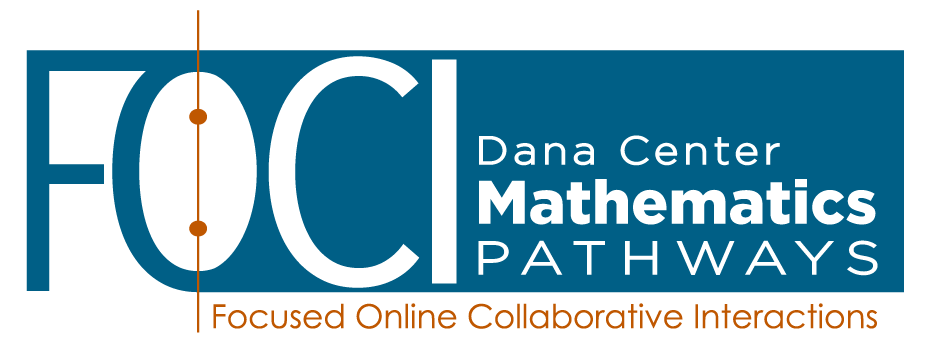 FOCI
Dana Center
Mathematics
PATHWAYS
Focused Online Collaborative Interactions